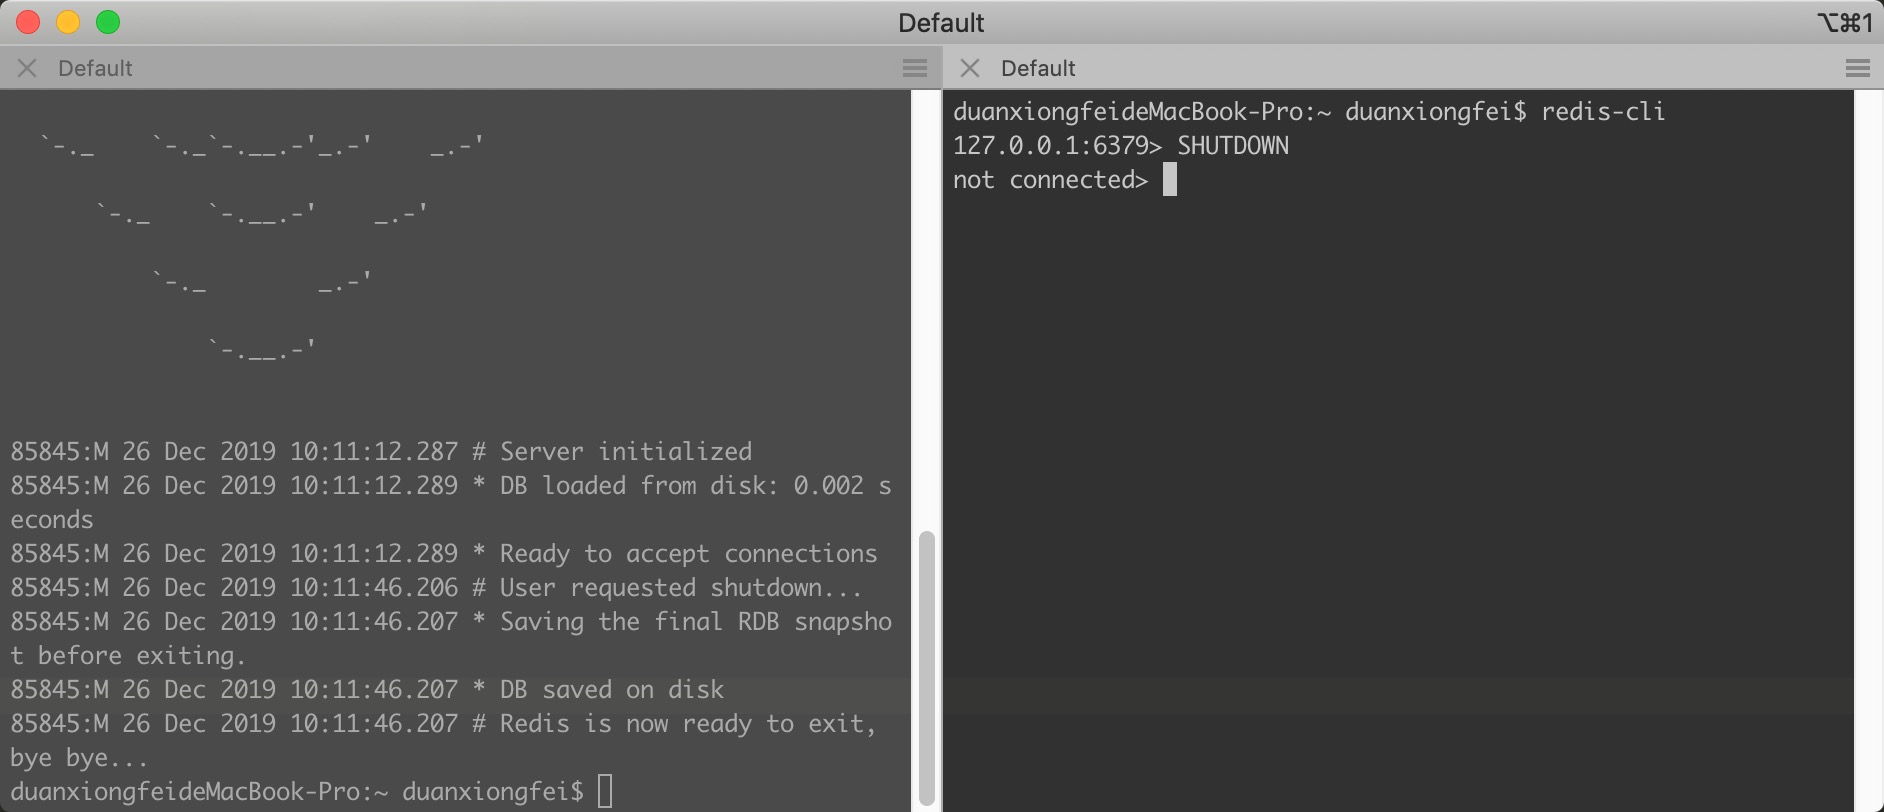 Default
⌥⌘1
Default
`-._    `-._`-.__.-'_.-'    _.-'
`-._    `-.__.-'    _.-'
`-._        _.-'
`-.__.-'
85845:M 26 Dec 2019 10:11:12.287 # Server initialized
85845:M 26 Dec 2019 10:11:12.289 * DB loaded from disk: 0.002 s
econds
85845:M 26 Dec 2019 10:11:12.289 * Ready to accept connections
85845:M 26 Dec 2019 10:11:46.206 # User requested shutdown...
85845:M 26 Dec 2019 10:11:46.207 * Saving the final RDB snapsho
t before exiting.
85845:M 26 Dec 2019 10:11:46.207 * DB saved on disk
85845:M 26 Dec 2019 10:11:46.207 # Redis is now ready to exit,
bye bye...
duanxiongfeideMacBook-Pro:~ duanxiongfei$
Default
duanxiongfeideMacBook-Pro:~ duanxiongfei$ redis-cli
127.0.0.1:6379> SHUTDOWN
not connected>